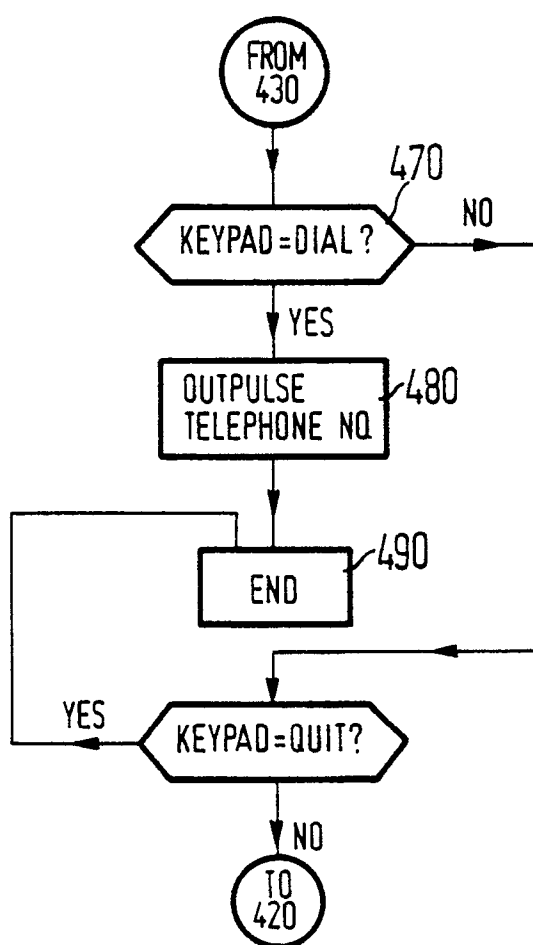 FROM
430
470
KEYPAD=DIAL?
NO
YES
OUTPULSE
TELEPHONE NO.
480
490
END
YES
KEYPAD=QUIT?
NO
TO
420